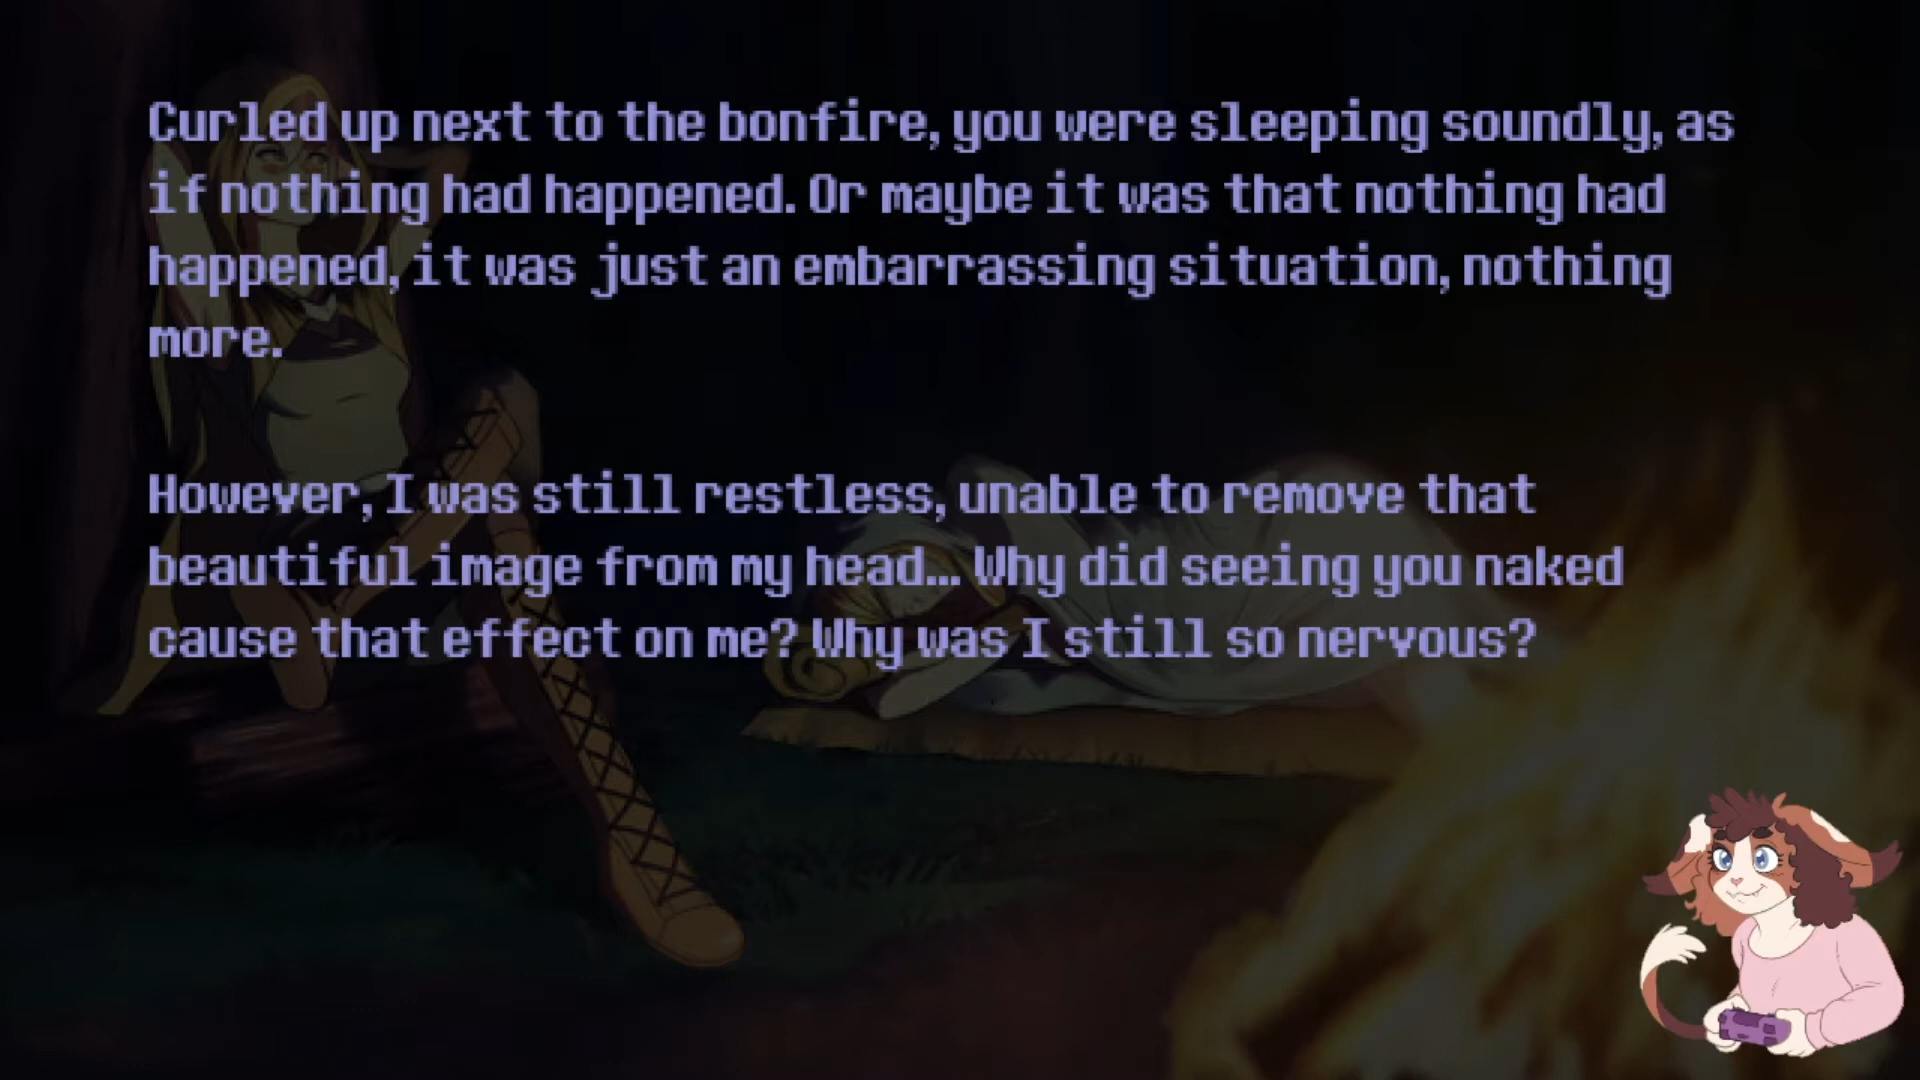 Curled up next to the bonfire, you were sleeping soundly, as
if nothing had happened. Or maybe it was that nothing had
happened, it was just an embarrassing situation, nothing
more.
However, I was still restless, unable to remove that
beautiful image from my head... Why did seeing you naked
cause that effect on me? Why was I still so nervous?